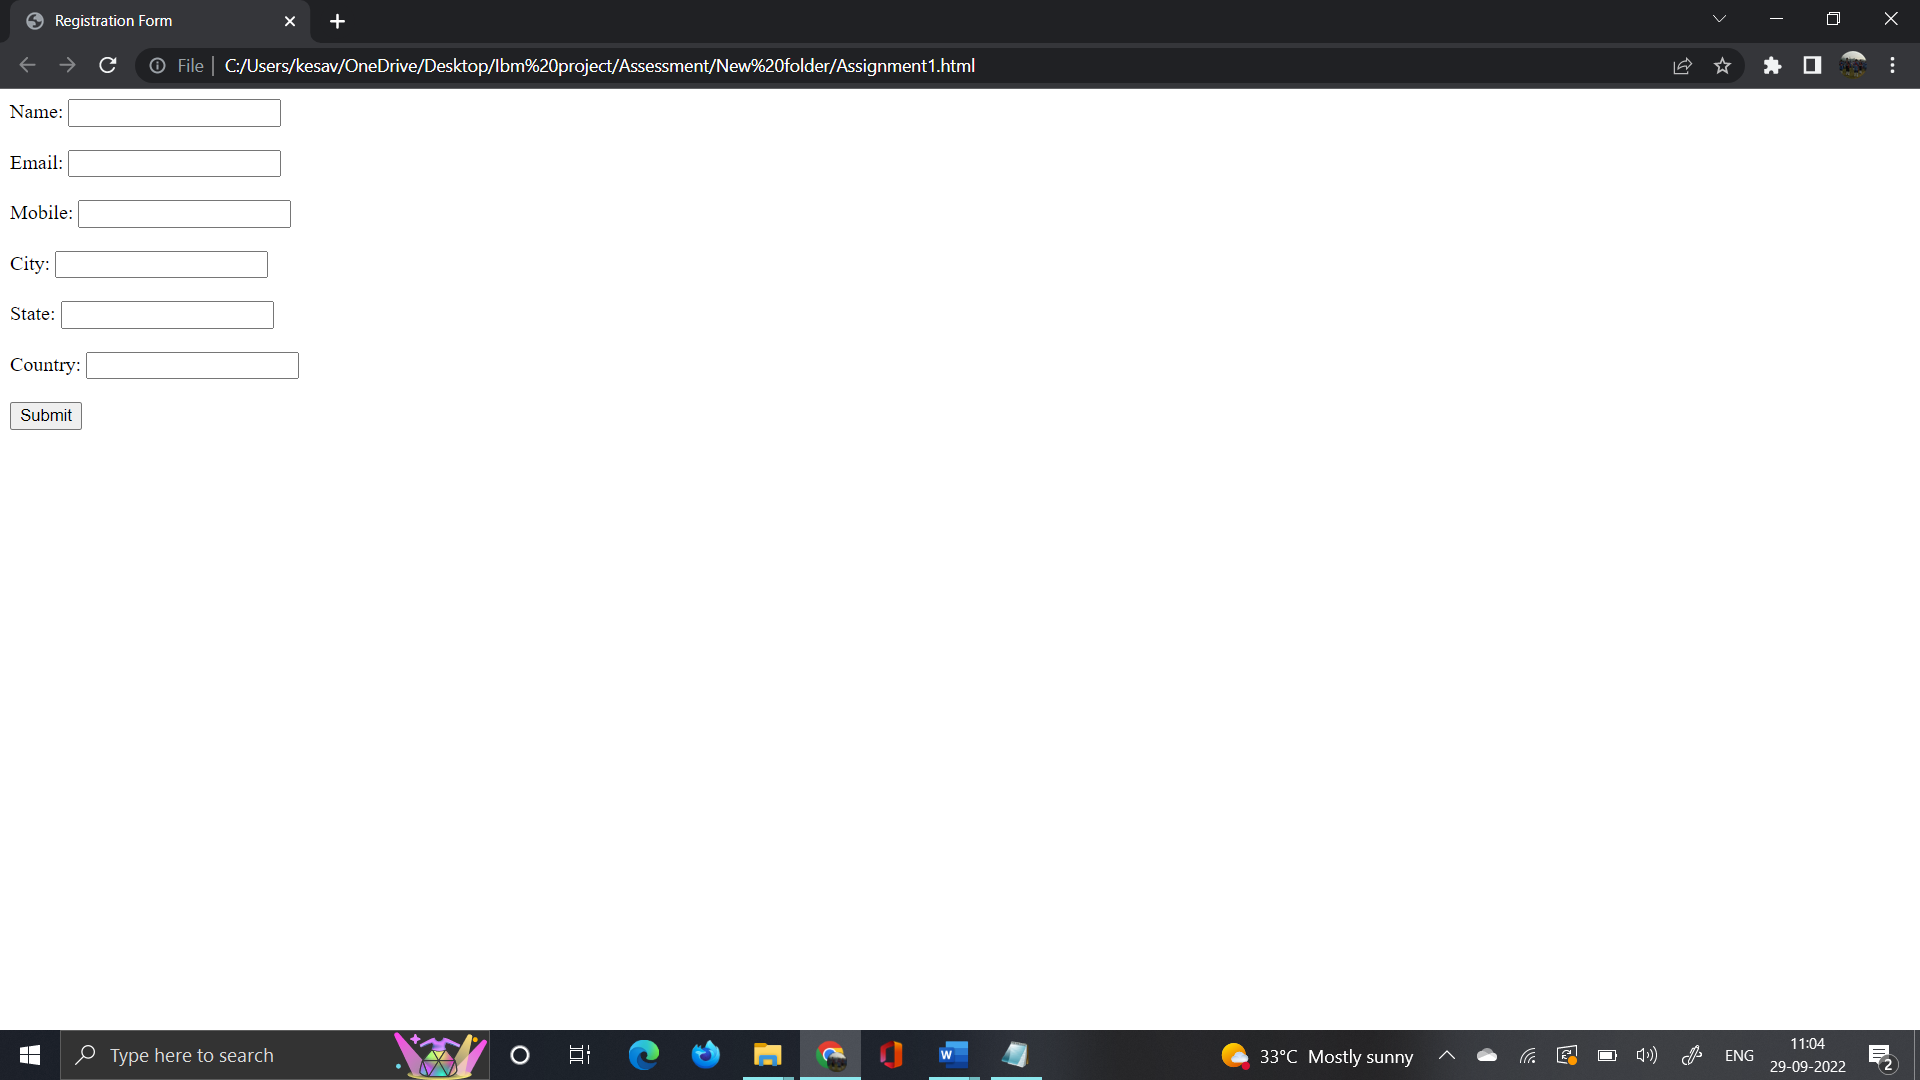 Registration Form
File
C:/Users/kesav/OneDrive/Desktop/Ibm%20project/Assessment/New%20folder/Assignment1.html
Name:
Email:
Mobile:
City:
State:
Country:
Submit
Type here to search
W
33°C Mostly sunny
ENG
11:04
29-09-2022
2